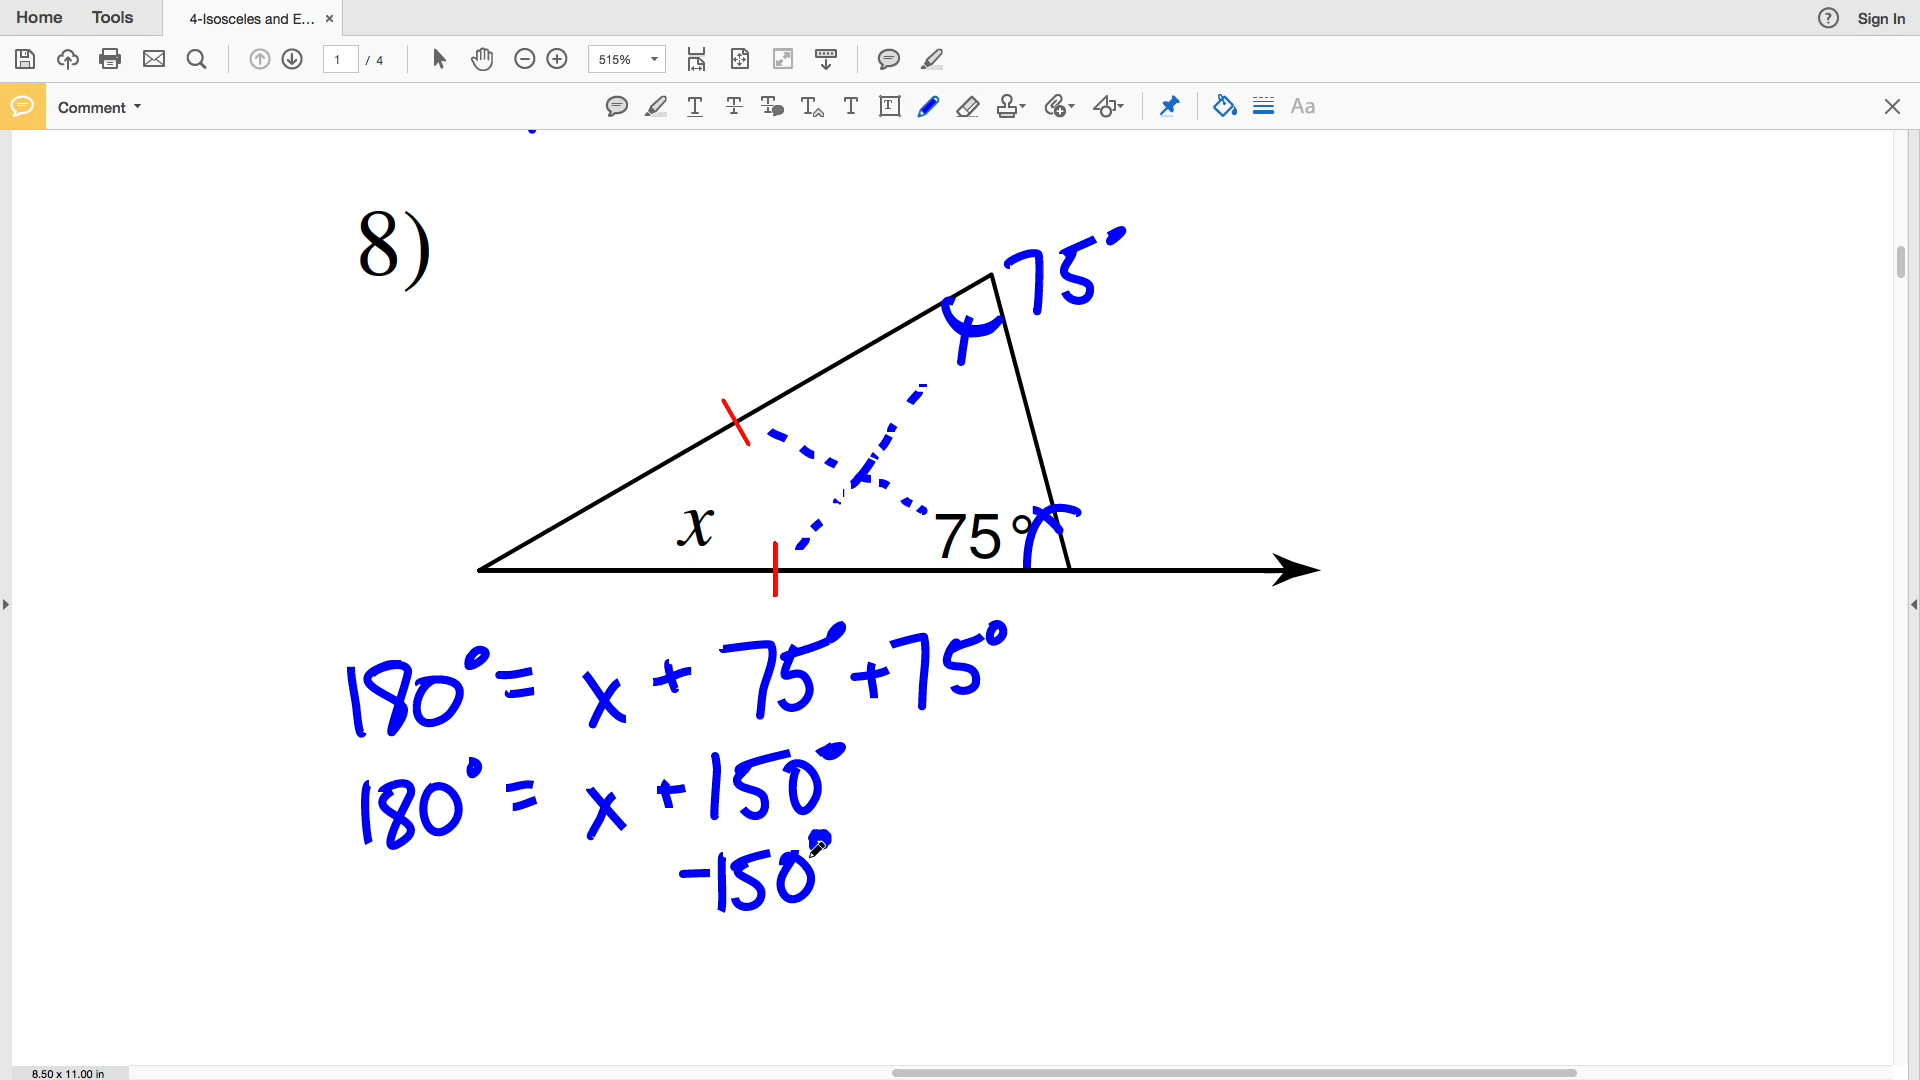 Home Tools 4-Isosceles and E... × ? Sign In
1 / 4 515%
Comment Aa
8)
75°
x 75°
180° = x + 75° + 75°
180° = x + 150°
-150°
8.50 x 11.00 in